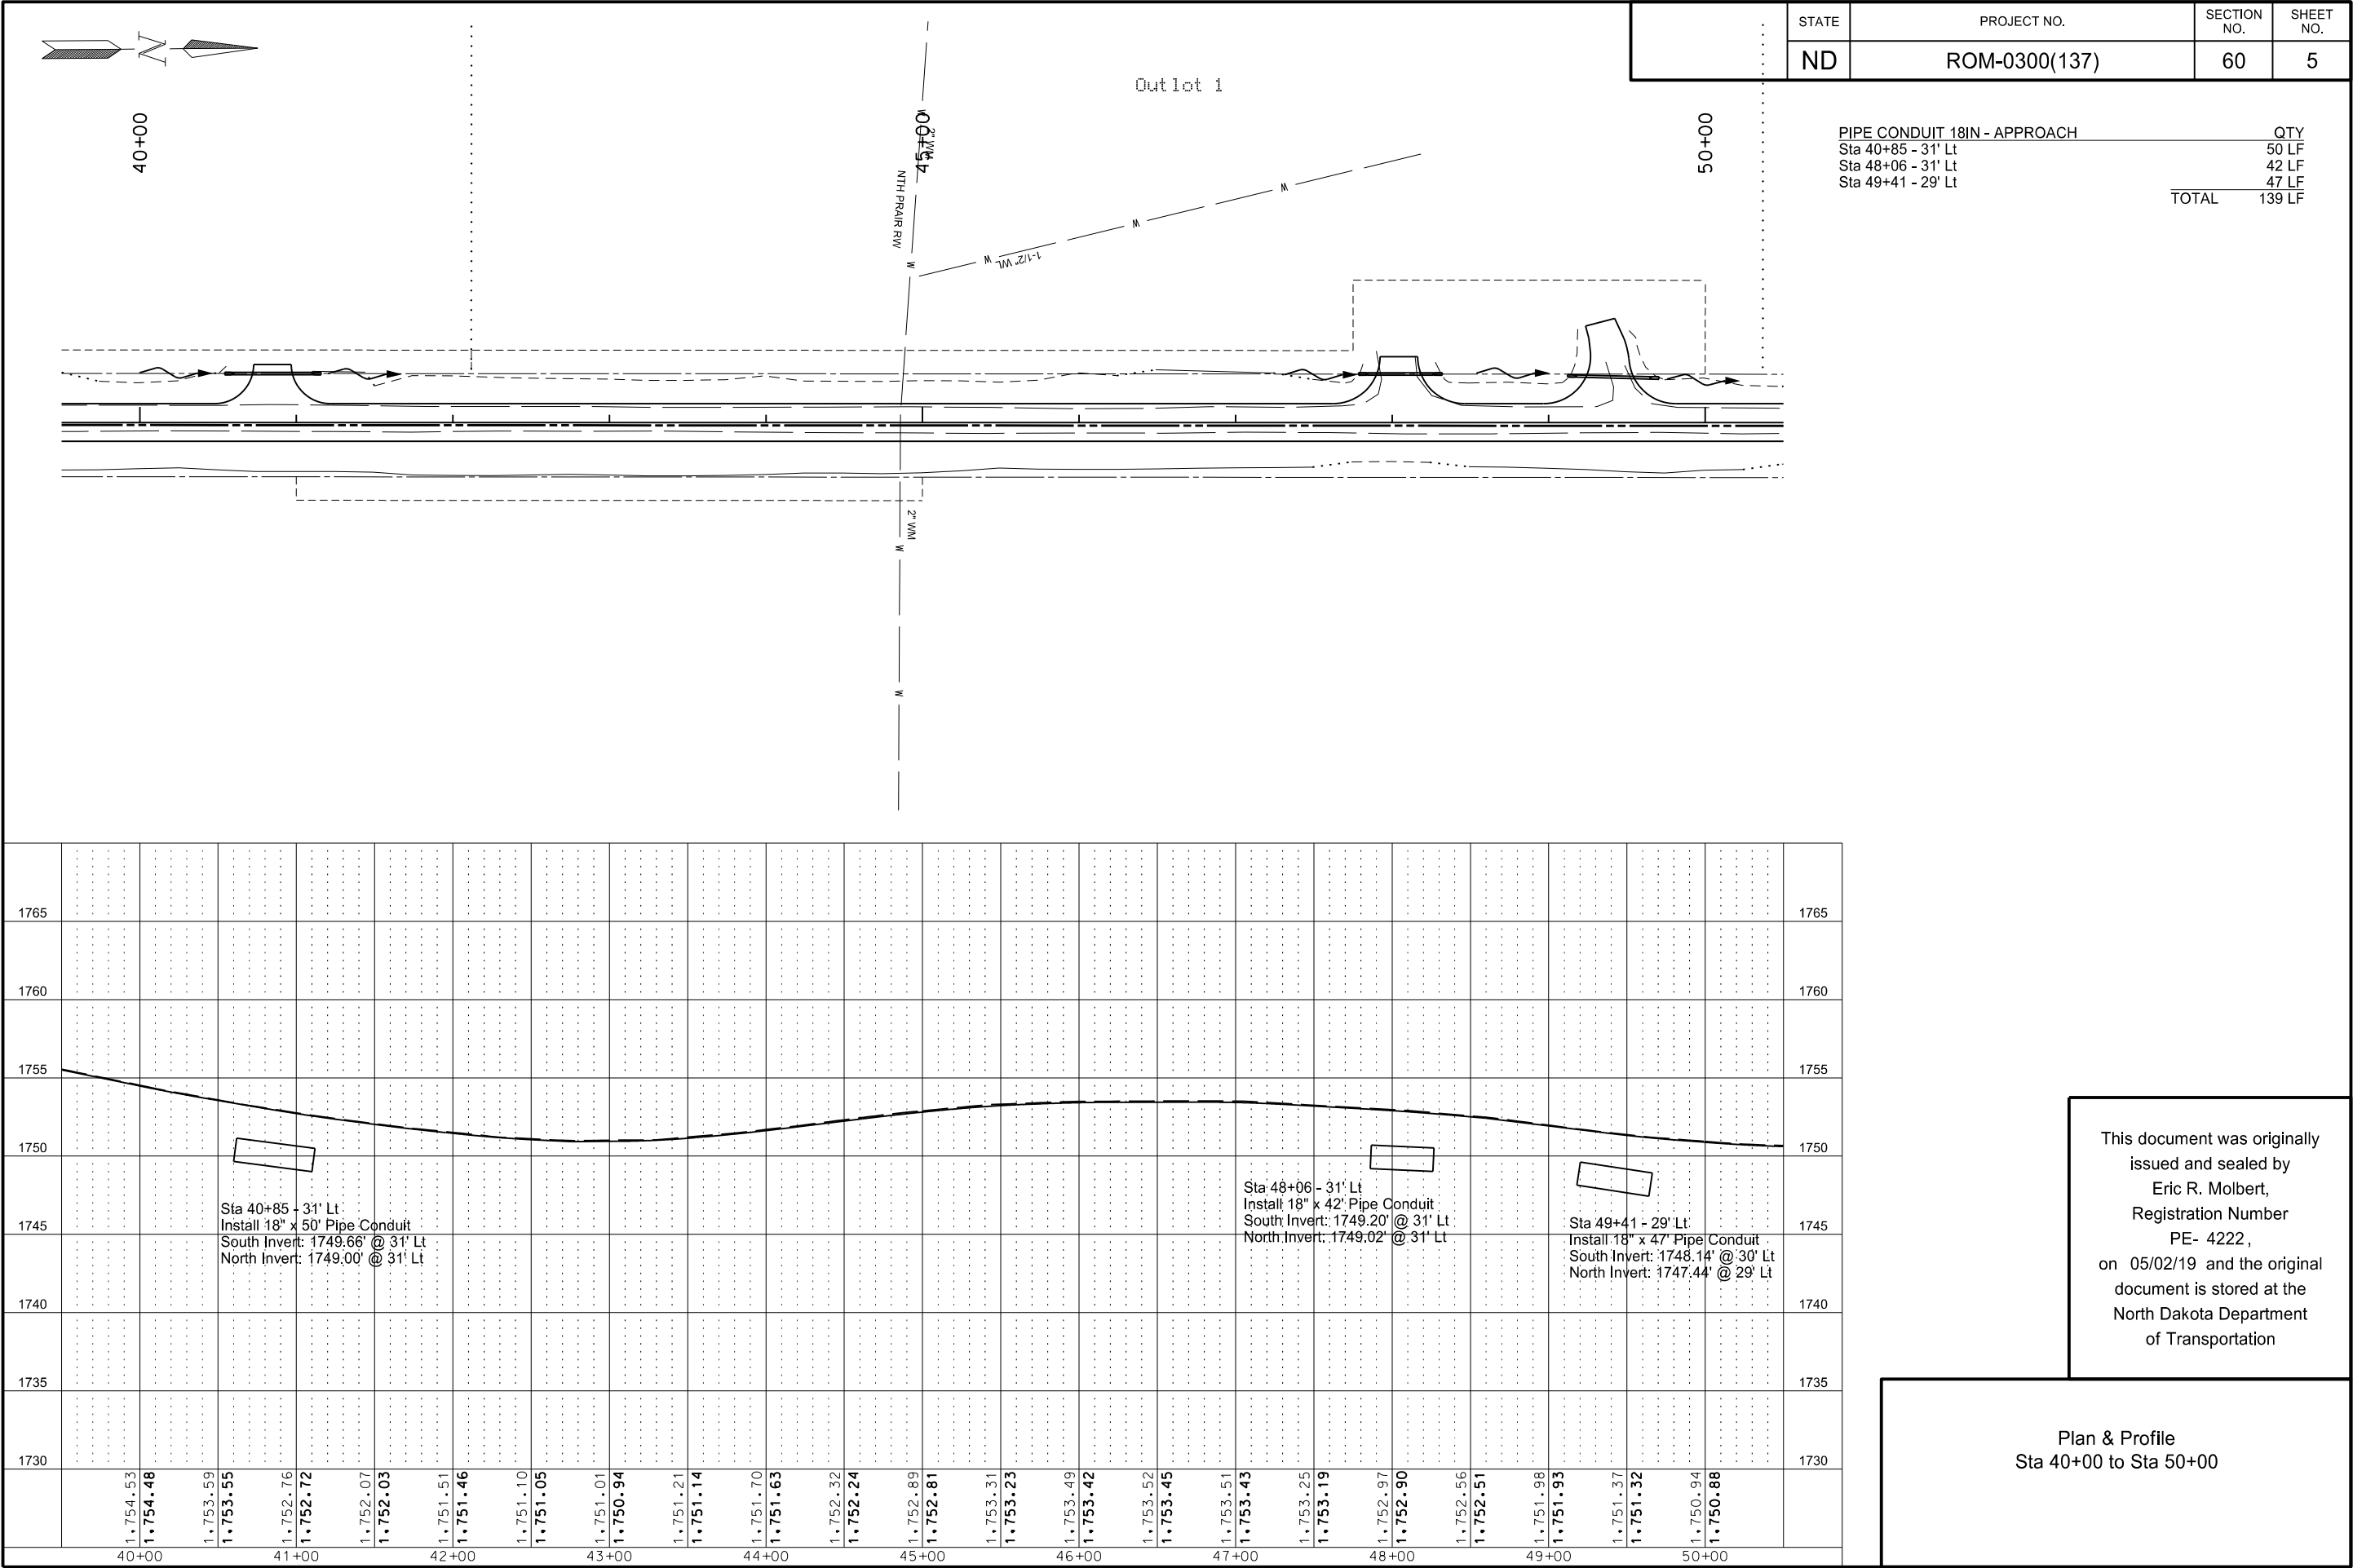 STATE
PROJECT NO.
SECTION NO.
SHEET NO.
ND
ROM-0300(137)
60
5
N
Outlot 1
40+00
45+00
50+00
2" WM
NTH PRAIR RW
W
W
1-1/2" WL
W
W
W
W
2" WM
W
W
PIPE CONDUIT 18IN - APPROACH QTY
Sta 40+85 - 31' Lt 50 LF
Sta 48+06 - 31' Lt 42 LF
Sta 49+41 - 29' Lt 47 LF
TOTAL 139 LF
1765 1765
1760 1760
1755 1755
1750 1750
1745 1745
1740 1740
1735 1735
1730 1730
Sta 40+85 - 31' Lt
Install 18" x 50' Pipe Conduit
South Invert: 1749.66' @ 31' Lt
North Invert: 1749.00' @ 31' Lt
Sta 48+06 - 31' Lt
Install 18" x 42' Pipe Conduit
South Invert: 1749.20' @ 31' Lt
North Invert: 1749.02' @ 31' Lt
Sta 49+41 - 29' Lt
Install 18" x 47' Pipe Conduit
South Invert: 1748.14' @ 30' Lt
North Invert: 1747.44' @ 29' Lt
1,754.53
1,754.48
1,753.59
1,753.55
1,752.76
1,752.72
1,752.07
1,752.03
1,751.51
1,751.46
1,751.10
1,751.05
1,751.01
1,750.94
1,751.21
1,751.14
1,751.70
1,751.63
1,752.32
1,752.24
1,752.89
1,752.81
1,753.31
1,753.23
1,753.49
1,753.42
1,753.52
1,753.45
1,753.51
1,753.43
1,753.25
1,753.19
1,752.97
1,752.90
1,752.56
1,752.51
1,751.98
1,751.93
1,751.37
1,751.32
1,750.94
1,750.88
40+00 41+00 42+00 43+00 44+00 45+00 46+00 47+00 48+00 49+00 50+00
This document was originally
issued and sealed by
Eric R. Molbert,
Registration Number
PE- 4222 ,
on 05/02/19 and the original
document is stored at the
North Dakota Department
of Transportation
Plan & Profile
Sta 40+00 to Sta 50+00